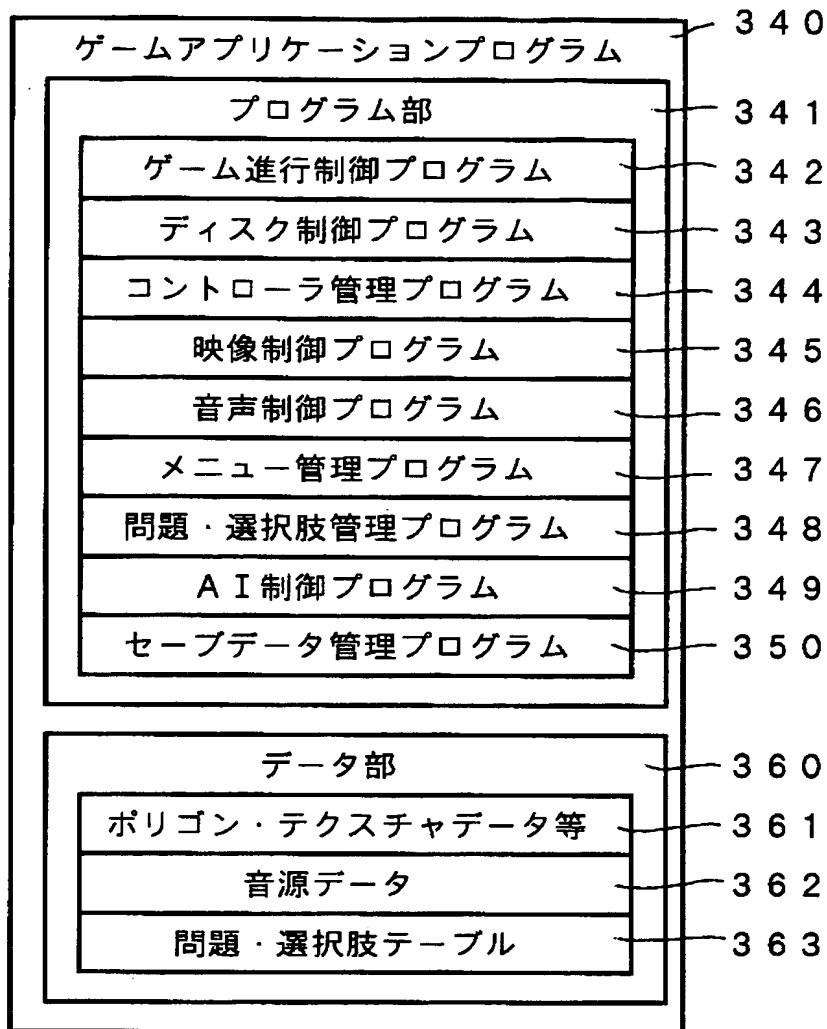 ゲームアプリケーションプログラム ３４０
プログラム部 ３４１
ゲーム進行制御プログラム ３４２
ディスク制御プログラム ３４３
コントローラ管理プログラム ３４４
映像制御プログラム ３４５
音声制御プログラム ３４６
メニュー管理プログラム ３４７
問題・選択肢管理プログラム ３４８
ＡＩ制御プログラム ３４９
セーブデータ管理プログラム ３５０
データ部 ３６０
ポリゴン・テクスチャデータ等 ３６１
音源データ ３６２
問題・選択肢テーブル ３６３